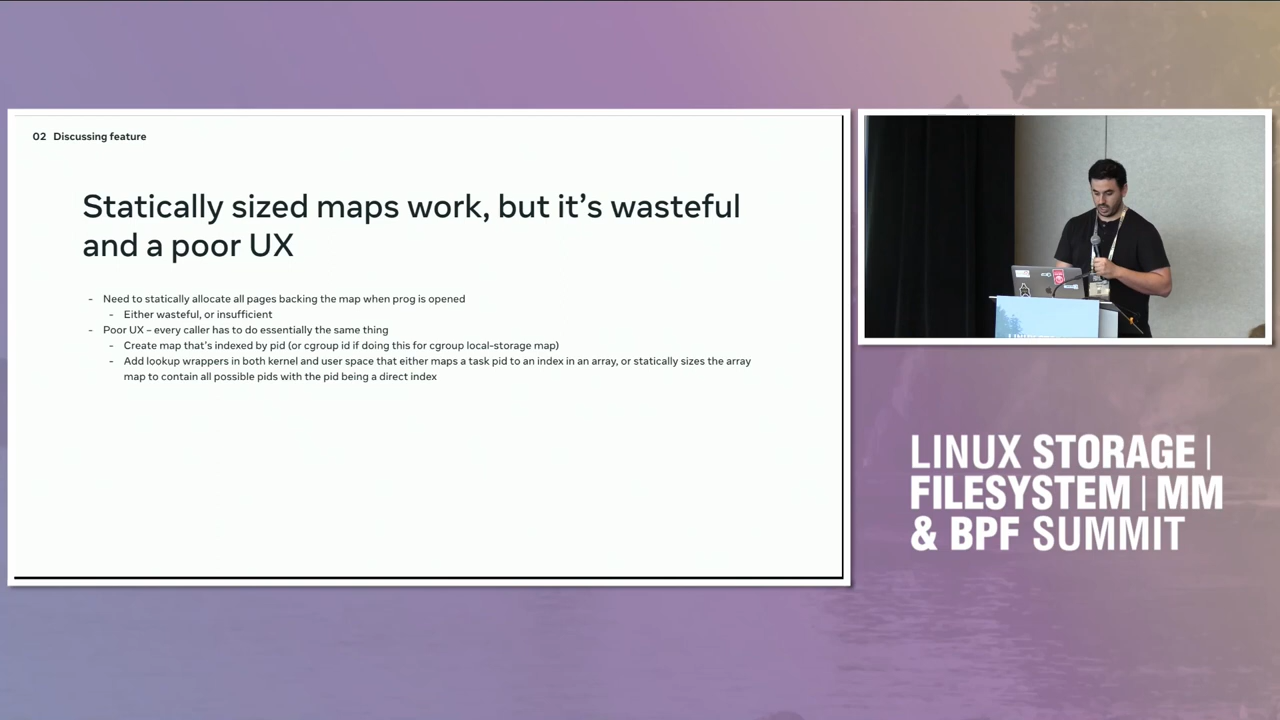 02 Discussing feature
Statically sized maps work, but it's wasteful
and a poor UX
- Need to statically allocate all pages backing the map when prog is opened
- Either wasteful, or insufficient
- Poor UX – every caller has to do essentially the same thing
- Create map that's indexed by pid (or cgroup id if doing this for cgroup local-storage map)
- Add lookup wrappers in both kernel and user space that either maps a task pid to an index in an array, or statically sizes the array
map to contain all possible pids with the pid being a direct index
LINUX STORAGE |
FILESYSTEM | MM
& BPF SUMMIT